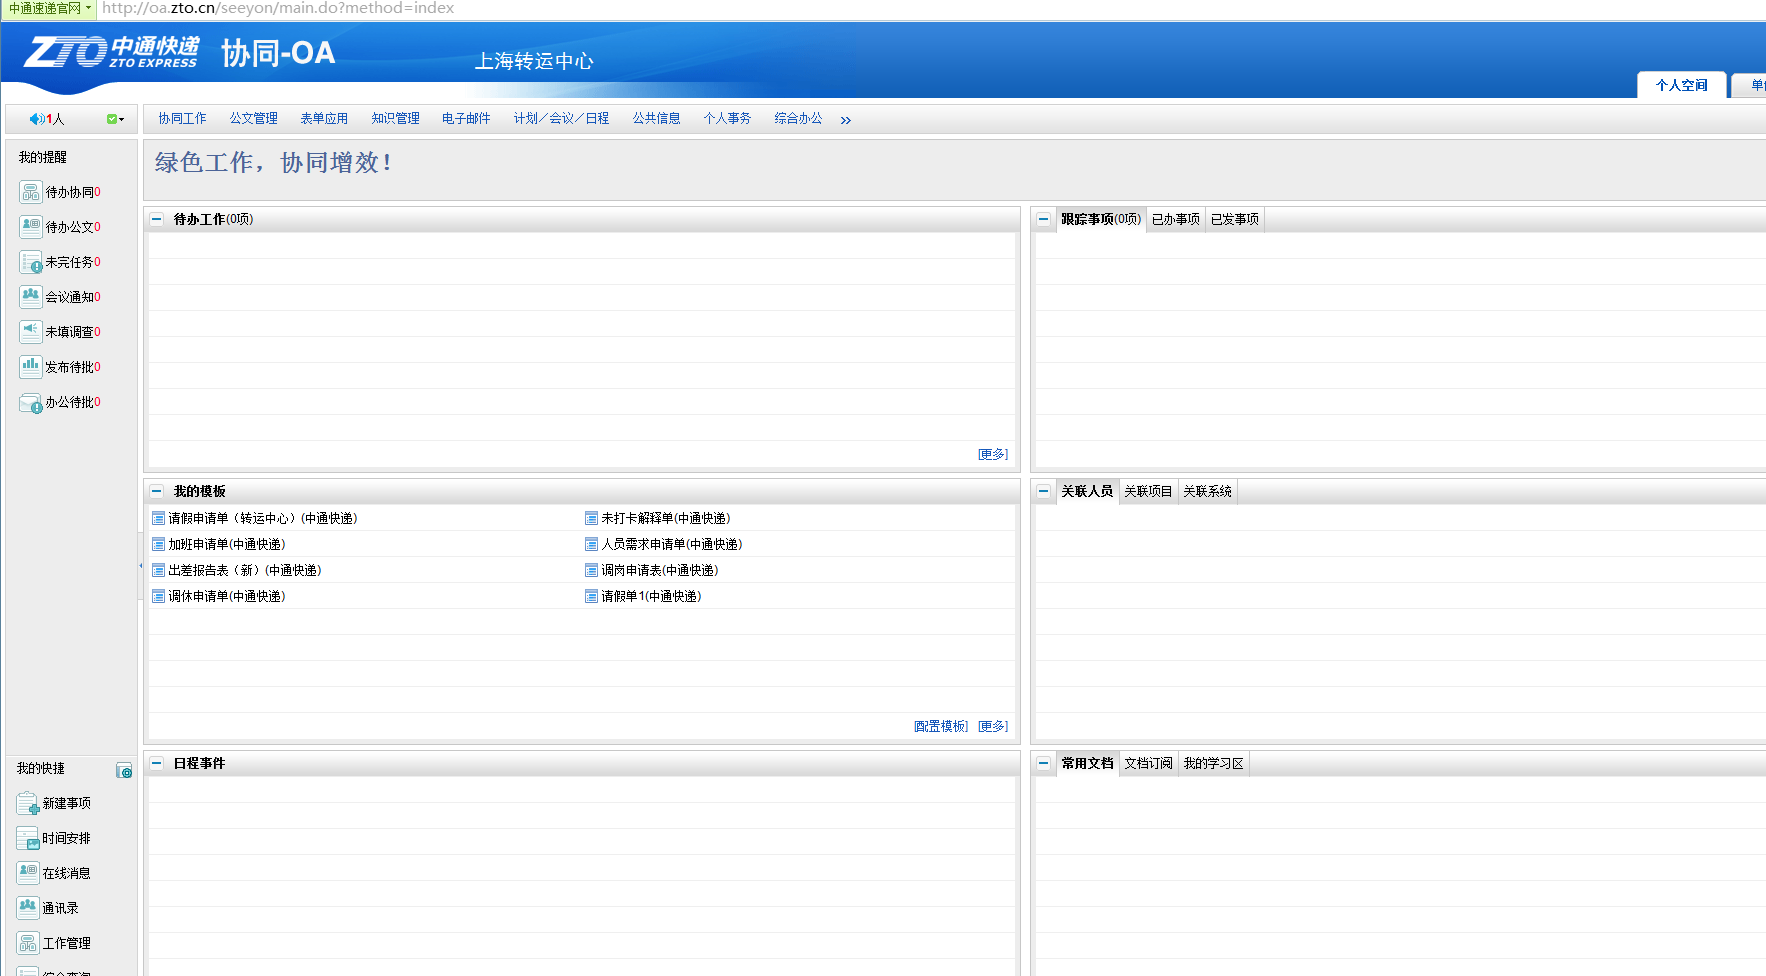 中通速递官网 http://oa.zto.cn/seeyon/main.do?method=index
ZTO 中通快递 ZTO EXPRESS 协同-OA 上海转运中心
个人空间
1人 协同工作 公文管理 表单应用 知识管理 电子邮件 计划／会议／日程 公共信息 个人事务 综合办公 »
我的提醒
绿色工作，协同增效！
待办协同0
待办公文0
未完任务0
会议通知0
未填调查0
发布待批0
办公待批0
待办工作(0项)
[更多]
跟踪事项(0项) 已办事项 已发事项
我的模板
请假申请单（转运中心）(中通快递) 未打卡解释单(中通快递)
加班申请单(中通快递) 人员需求申请单(中通快递)
出差报告表（新）(中通快递) 调岗申请表(中通快递)
调休申请单(中通快递) 请假单1(中通快递)
[配置模板] [更多]
关联人员 关联项目 关联系统
我的快捷
新建事项
时间安排
在线消息
通讯录
工作管理
日程事件
常用文档 文档订阅 我的学习区